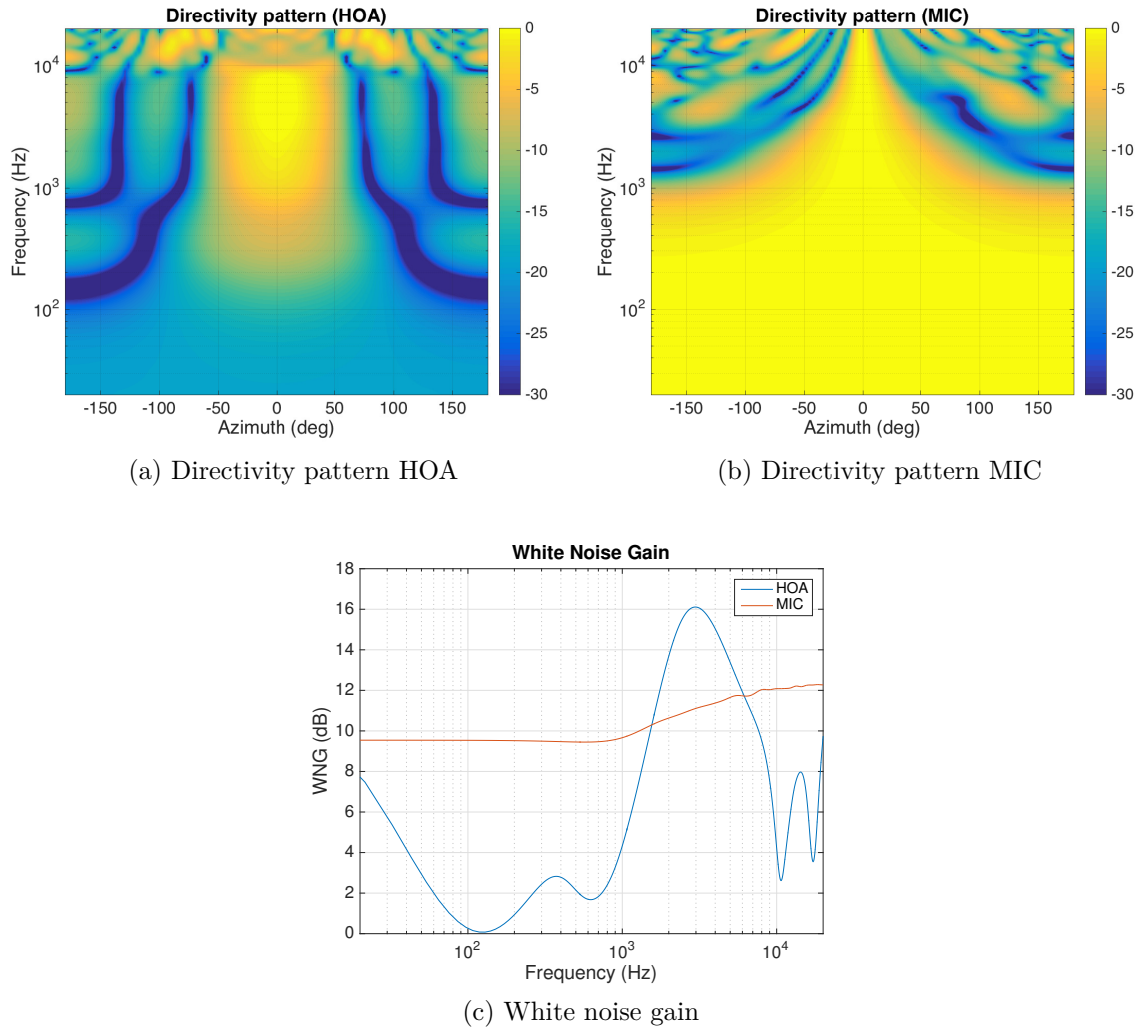 Directivity pattern (HOA)
Frequency (Hz)
10^4
10^3
10^2
-150 -100 -50 0 50 100 150
Azimuth (deg)
0
-5
-10
-15
-20
-25
-30
(a) Directivity pattern HOA
Directivity pattern (MIC)
Frequency (Hz)
10^4
10^3
10^2
-150 -100 -50 0 50 100 150
Azimuth (deg)
0
-5
-10
-15
-20
-25
-30
(b) Directivity pattern MIC
White Noise Gain
WNG (dB)
18
16
14
12
10
8
6
4
2
0
HOA
MIC
10^2 10^3 10^4
Frequency (Hz)
(c) White noise gain